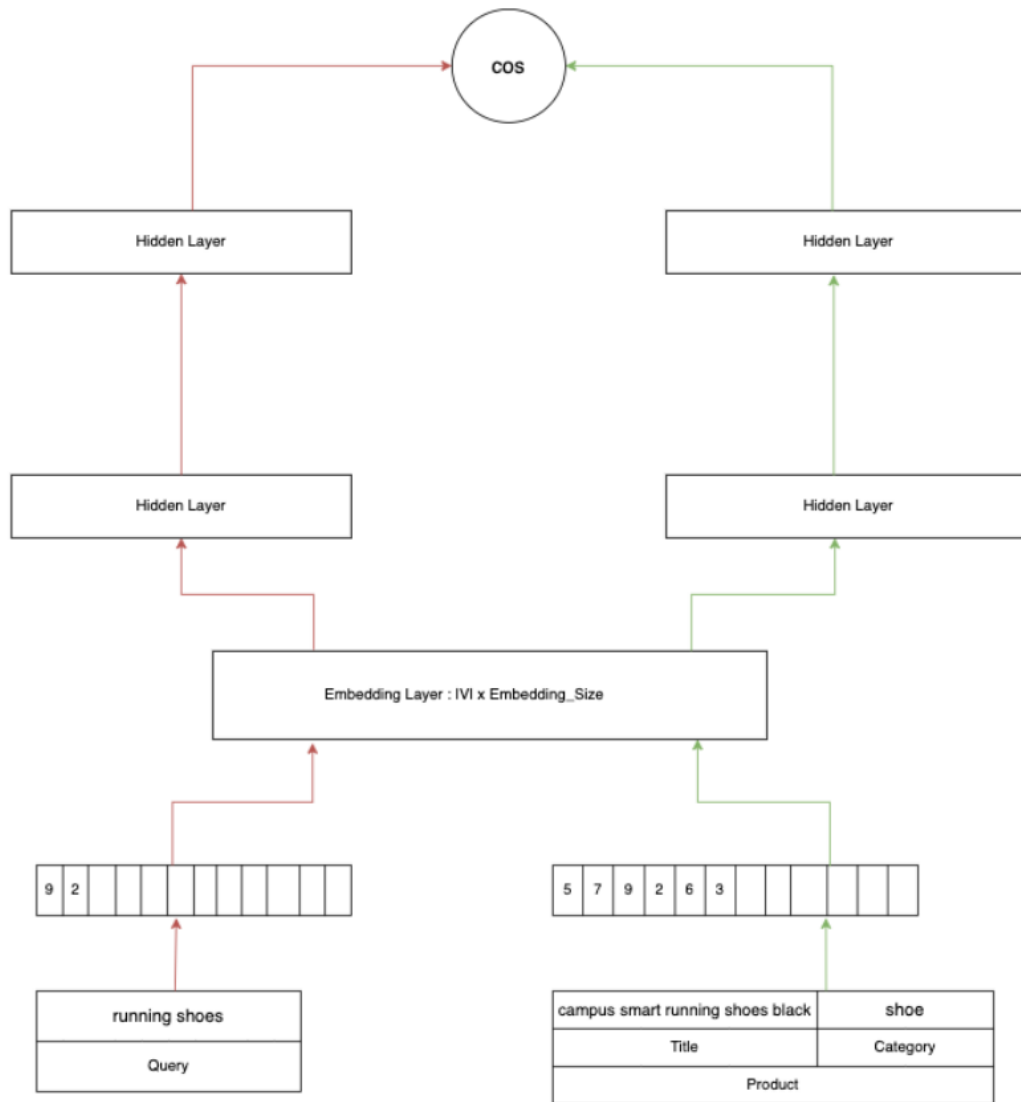 cos
Hidden Layer
Hidden Layer
Hidden Layer
Hidden Layer
Embedding Layer : IVI x Embedding_Size
9 2
5 7 9 2 6 3
running shoes
Query
campus smart running shoes black
shoe
Title
Category
Product